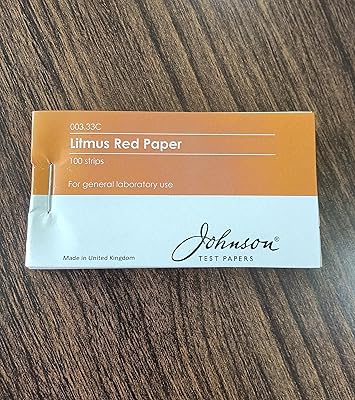 003.33C
Litmus Red Paper
100 strips
For general laboratory use
Johnson®
TEST PAPERS
Made in United Kingdom